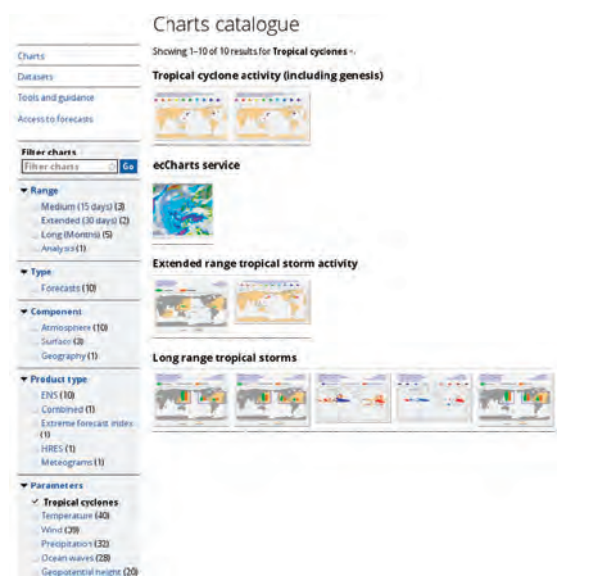 Charts catalogue
Showing 1–10 of 10 results for Tropical cyclones
Charts
Datasets
Tools and guidance
Access to forecasts
Filter charts
Filter charts Go
Range
Medium (15 days) (3)
Extended (30 days) (2)
Long (Months) (5)
Analysis (1)
Type
Forecasts (10)
Component
Atmosphere (10)
Surface (3)
Geography (1)
Product type
ENS (10)
Combined (1)
Extreme forecast index
(1)
HRES (1)
Meteograms (1)
Parameters
Tropical cyclones
Temperature (40)
Wind (39)
Precipitation (32)
Ocean waves (28)
Geopotential height (20)
Tropical cyclone activity (including genesis)
ecCharts service
Extended range tropical storm activity
Long range tropical storms